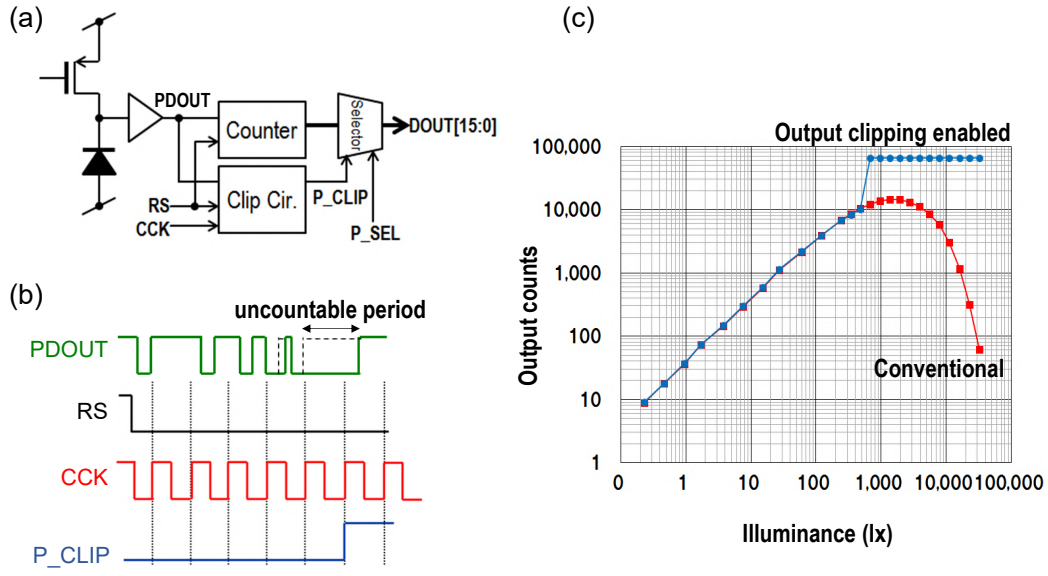 (a)
PDOUT
Counter
Selector
DOUT[15:0]
Clip Cir.
RS
CCK
P_CLIP
P_SEL
(b)
uncountable period
PDOUT
RS
CCK
P_CLIP
(c)
Output clipping enabled
100,000
10,000
1,000
100
10
1
Output counts
Conventional
0 1 10 100 1,000 10,000 100,000
Illuminance (lx)